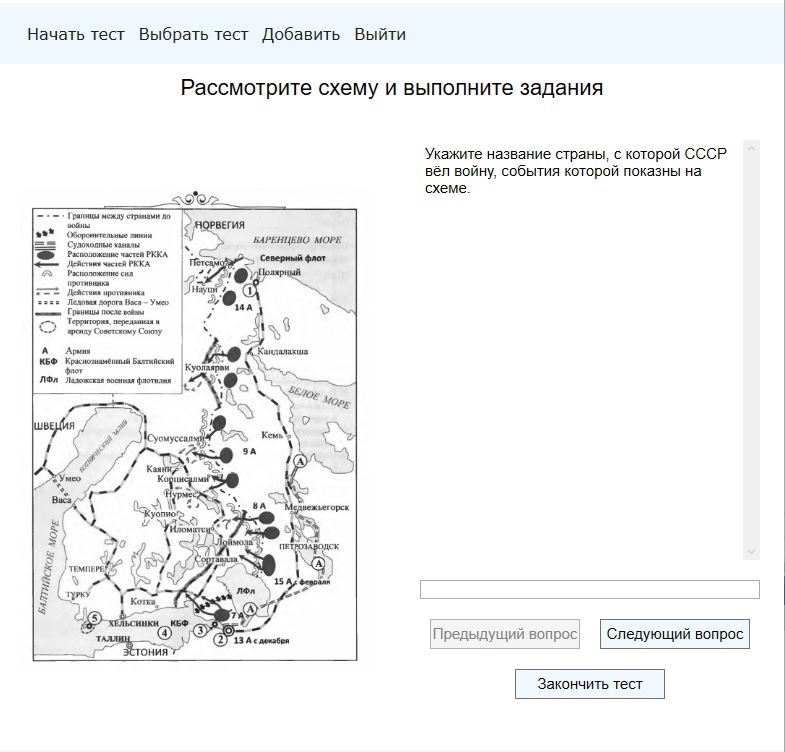 Начать тест Выбрать тест Добавить Выйти
Рассмотрите схему и выполните задания
Укажите название страны, с которой СССР
вёл войну, события которой показны на
схеме.
Границы между странами до
войны
Оборонительные линии
Судоходные каналы
Расположение частей РККА
Действия частей РККА
Расположение сил
противника
Действия противника
Ледовая дорога Васа – Умео
Границы после войны
Территория, переданная в
аренду Советскому Союзу
А Армия
КБФ Краснознамённый Балтийский
флот
ЛФл Ладожская военная флотилия
НОРВЕГИЯ
БАРЕНЦЕВО МОРЕ
Петсамо
Северный флот
Полярный
Науци
1
14 А
Кандалакша
Куолаярви
БЕЛОЕ МОРЕ
ШВЕЦИЯ
БОТНИЧЕСКИЙ ЗАЛИВ
Суомуссалми
Кемь
9 А
Каяни
А
Умео
Корписалми
Васа
Нурмес
Куопио
8 А
Медвежьегорск
Иломатси
Лоймола
ПЕТРОЗАВОДСК
БАЛТИЙСКОЕ МОРЕ
Сортавала
ТЕМПЕРЕ
А
15 А с февраля
ТУРКУ
ЛФл
Котка
А
7 А
5
ХЕЛЬСИНКИ
КБФ
4
3
2
13 А с декабря
ТАЛЛИН
ЭСТОНИЯ
Предыдущий вопрос Следующий вопрос
Закончить тест